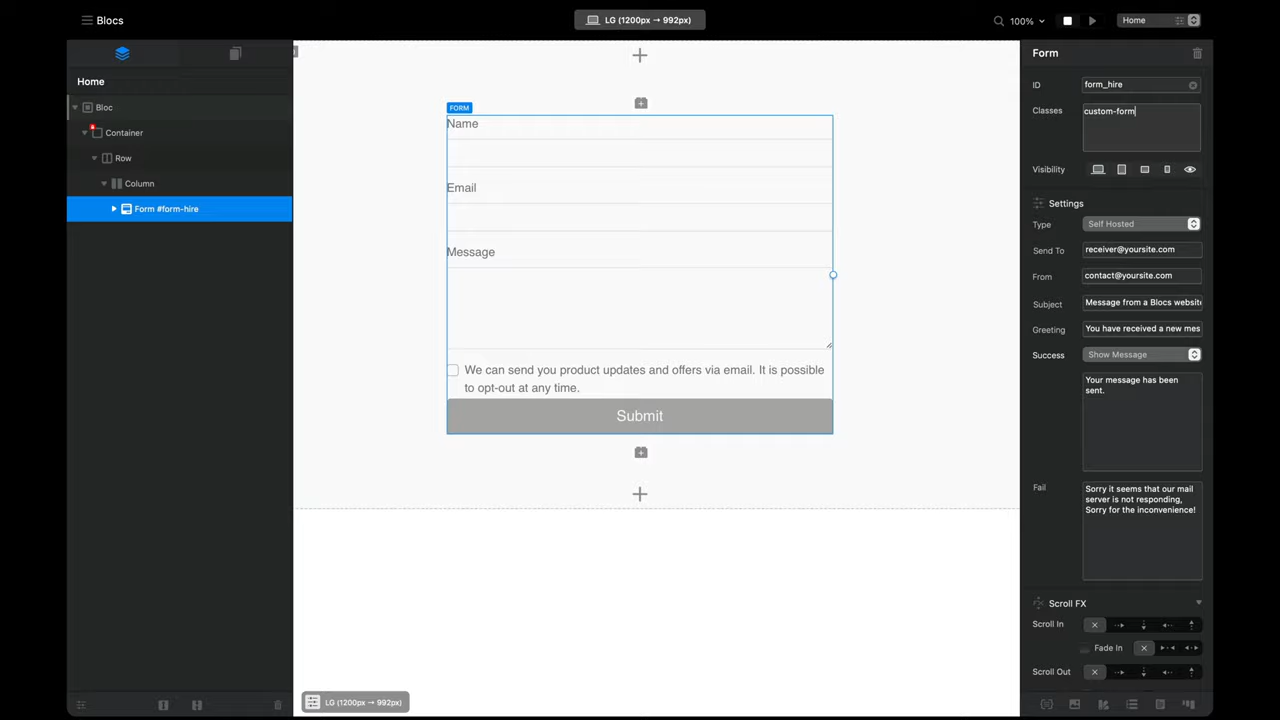 Blocs
LG (1200px → 992px)
100%
Home
Home
Bloc
Container
Row
Column
Form #form-hire
FORM
Name
Email
Message
We can send you product updates and offers via email. It is possible
to opt-out at any time.
Submit
LG (1200px → 992px)
Form
ID
form_hire
Classes
custom-form
Visibility
Settings
Type
Self Hosted
Send To
receiver@yoursite.com
From
contact@yoursite.com
Subject
Message from a Blocs website
Greeting
You have received a new mes
Success
Show Message
Your message has been
sent.
Fail
Sorry it seems that our mail
server is not responding,
Sorry for the inconvenience!
Scroll FX
Scroll In
Fade In
Scroll Out